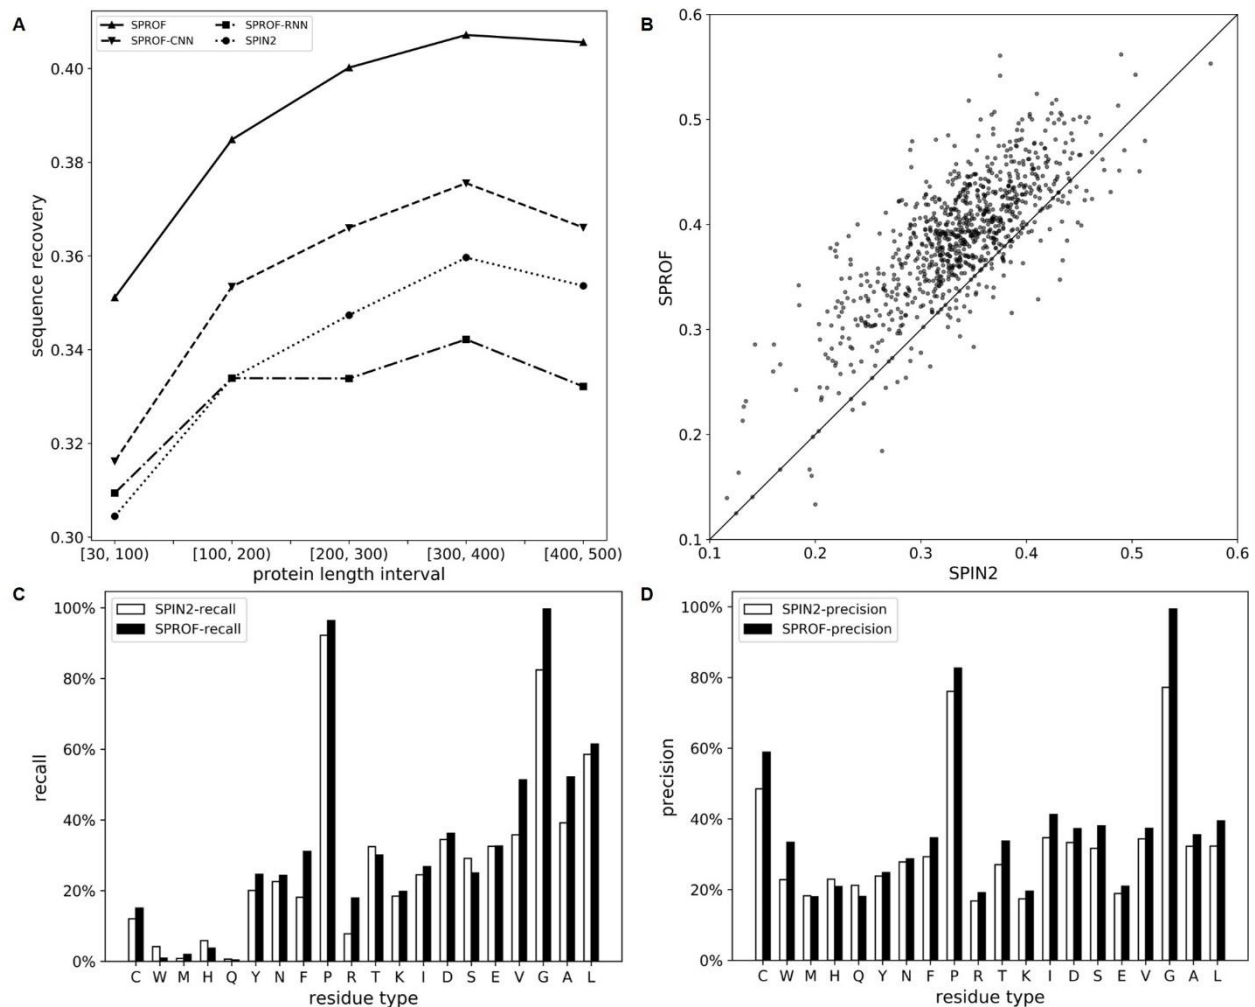 A
SPROF
SPROF-CNN
SPROF-RNN
SPIN2
sequence recovery
0.40
0.38
0.36
0.34
0.32
0.30
[30, 100) [100, 200) [200, 300) [300, 400) [400, 500)
protein length interval
B
SPROF
0.6
0.5
0.4
0.3
0.2
0.1
0.1 0.2 0.3 0.4 0.5 0.6
SPIN2
C
SPIN2-recall
SPROF-recall
recall
100%
80%
60%
40%
20%
0%
C W M H Q Y N F P R T K I D S E V G A L
residue type
D
SPIN2-precision
SPROF-precision
precision
100%
80%
60%
40%
20%
0%
C W M H Q Y N F P R T K I D S E V G A L
residue type